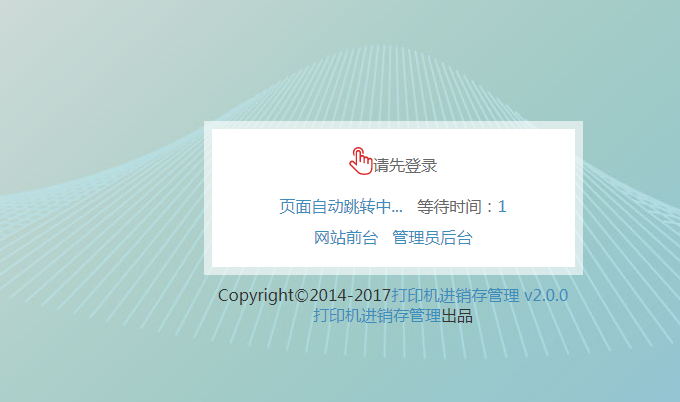 请先登录
页面自动跳转中... 等待时间：1
网站前台 管理员后台
Copyright©2014-2017打印机进销存管理 v2.0.0
打印机进销存管理出品